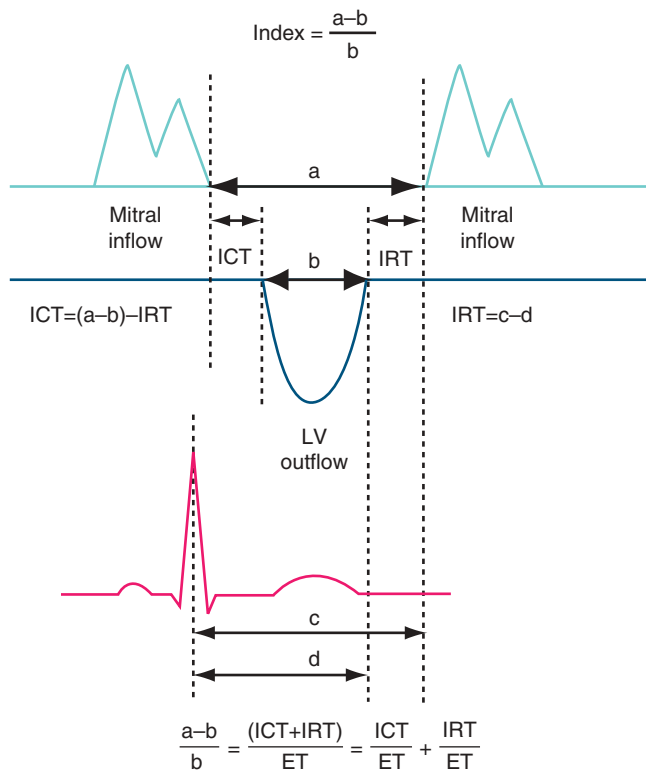 Index = a–b / b
a
Mitral inflow
Mitral inflow
ICT
b
IRT
ICT=(a–b)–IRT
IRT=c–d
LV outflow
c
d
a–b / b = (ICT+IRT) / ET = ICT / ET + IRT / ET